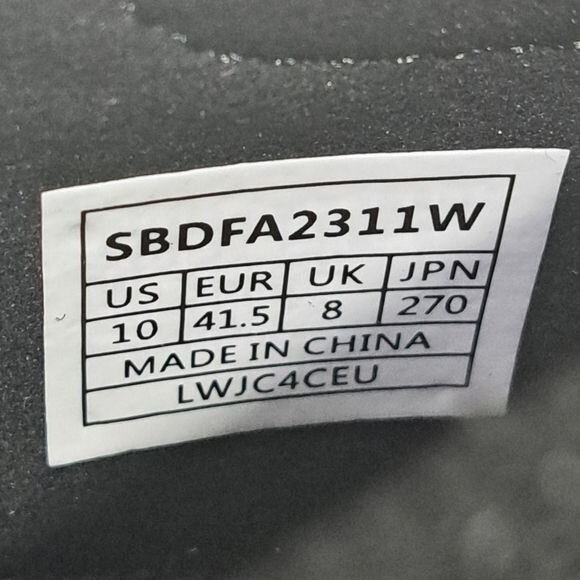 SBDFA2311W
US EUR UK JPN
10 41.5 8 270
MADE IN CHINA
LWJC4CEU